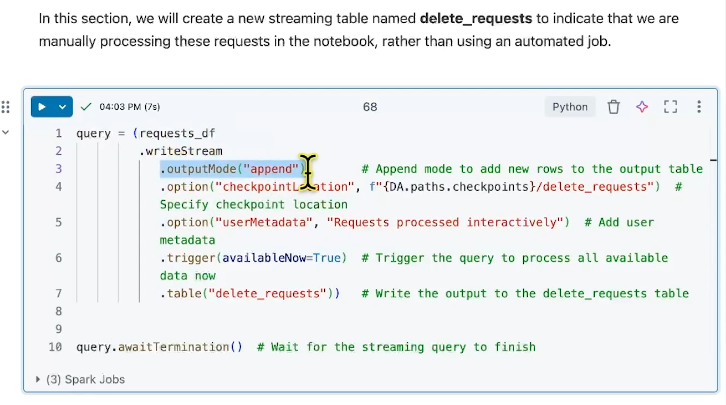 In this section, we will create a new streaming table named delete_requests to indicate that we are
manually processing these requests in the notebook, rather than using an automated job.
04:03 PM (7s)
68
Python
1 query = (requests_df
2 .writeStream
3 .outputMode("append") # Append mode to add new rows to the output table
4 .option("checkpointL ation", f"{DA.paths.checkpoints}/delete_requests") #
Specify checkpoint location
5 .option("userMetadata", "Requests processed interactively") # Add user
metadata
6 .trigger(availableNow=True) # Trigger the query to process all available
data now
7 .table("delete_requests")) # Write the output to the delete_requests table
8
9
10 query.awaitTermination() # Wait for the streaming query to finish
(3) Spark Jobs